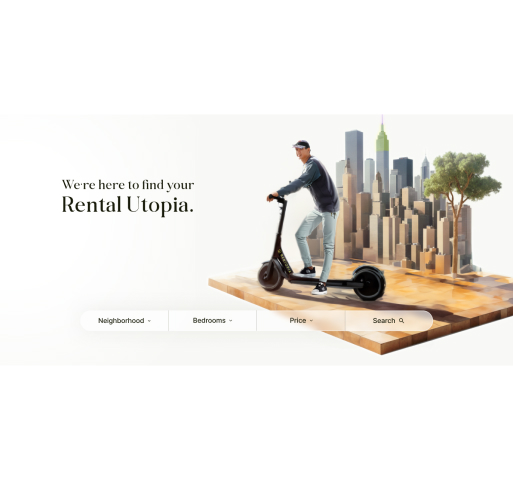 We're here to find your
Rental Utopia.
Neighborhood
Bedrooms
Price
Search